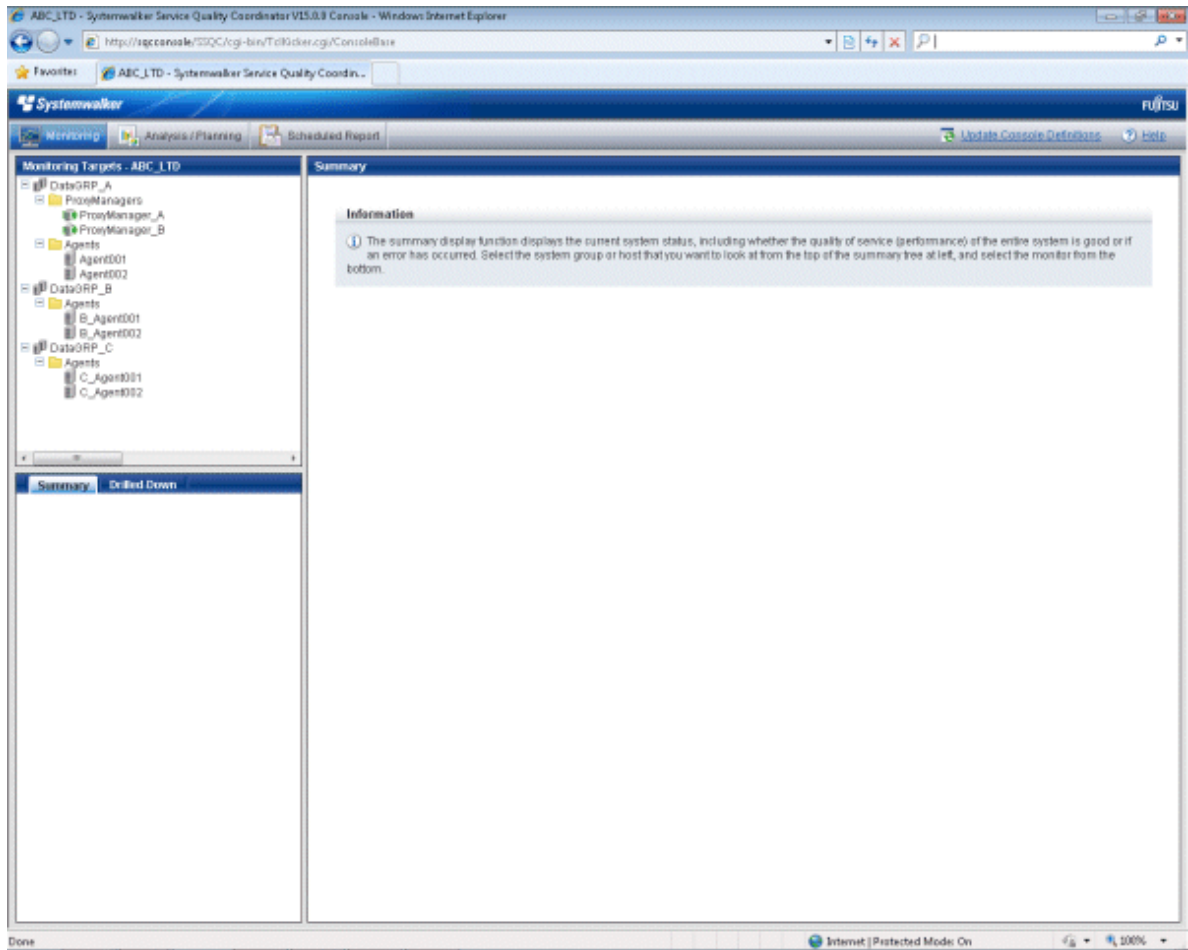 ABC_LTD - Systemwalker Service Quality Coordinator V15.0.0 Console - Windows Internet Explorer
http://sqcconsole/SSQC/cgi-bin/TclKicker.cgi/ConsoleBase
Favorites
ABC_LTD - Systemwalker Service Quality Coordin...
Systemwalker
FUJITSU
Monitoring
Analysis / Planning
Scheduled Report
Update Console Definitions
Help
Monitoring Targets - ABC_LTD
Summary
DataGRP_A
ProxyManagers
ProxyManager_A
ProxyManager_B
Agents
Agent001
Agent002
DataGRP_B
Agents
B_Agent001
B_Agent002
DataGRP_C
Agents
C_Agent001
C_Agent002
Information
The summary display function displays the current system status, including whether the quality of service (performance) of the entire system is good or if
an error has occurred. Select the system group or host that you want to look at from the top of the summary tree at left, and select the monitor from the
bottom.
Summary
Drilled Down
Done
Internet | Protected Mode: On
100%